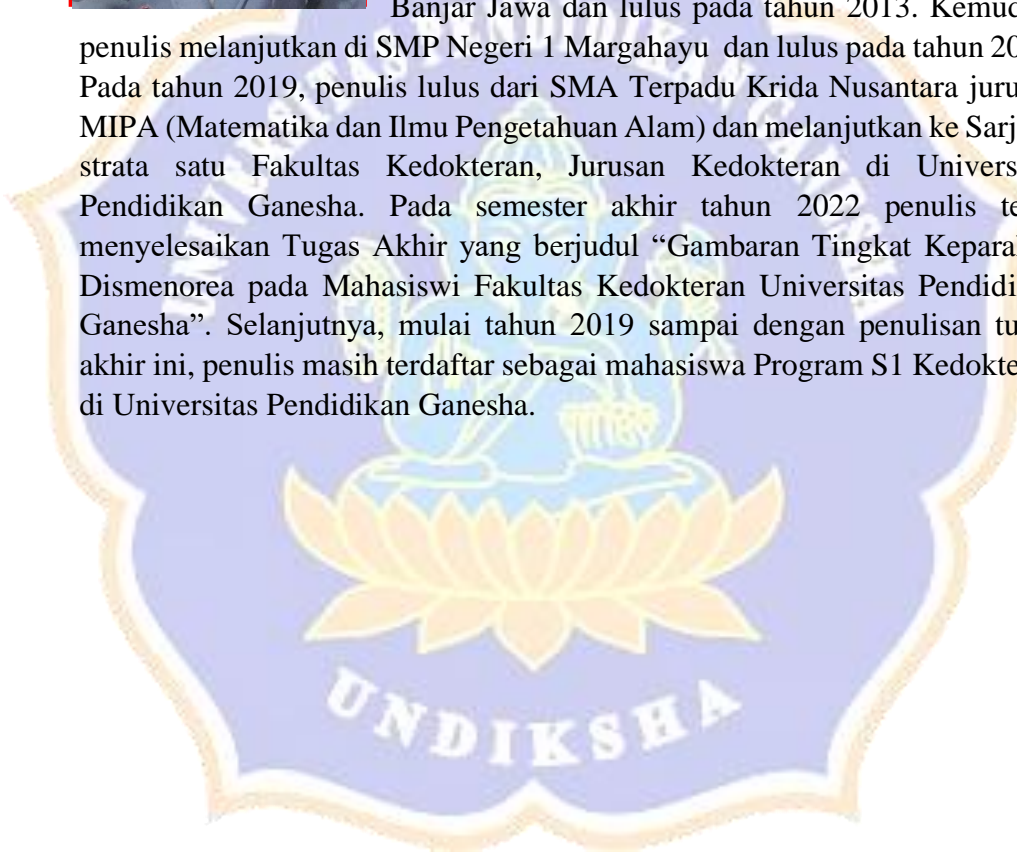 Banjar Jawa dan lulus pada tahun 2013. Kemud
penulis melanjutkan di SMP Negeri 1 Margahayu dan lulus pada tahun 20
Pada tahun 2019, penulis lulus dari SMA Terpadu Krida Nusantara juru
MIPA (Matematika dan Ilmu Pengetahuan Alam) dan melanjutkan ke Sarj
strata satu Fakultas Kedokteran, Jurusan Kedokteran di Univers
Pendidikan Ganesha. Pada semester akhir tahun 2022 penulis te
menyelesaikan Tugas Akhir yang berjudul “Gambaran Tingkat Kepara
Dismenorea pada Mahasiswi Fakultas Kedokteran Universitas Pendidi
Ganesha”. Selanjutnya, mulai tahun 2019 sampai dengan penulisan tu
akhir ini, penulis masih terdaftar sebagai mahasiswa Program S1 Kedokte
di Universitas Pendidikan Ganesha.
UNDIKSHA